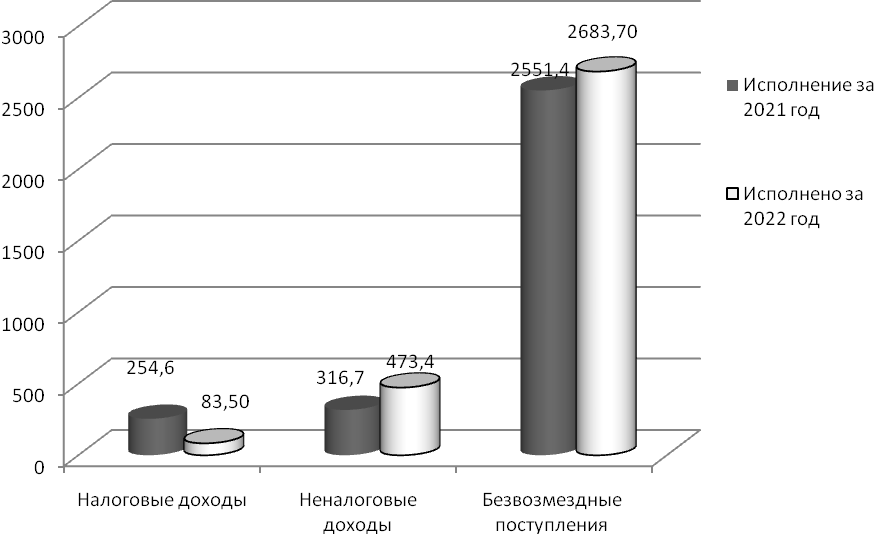 3000
2500
2000
1500
1000
500
0
254,6
83,50
316,7
473,4
2551,4
2683,70
Налоговые доходы
Неналоговые
доходы
Безвозмездные
поступления
Исполнение за
2021 год
Исполнено за
2022 год